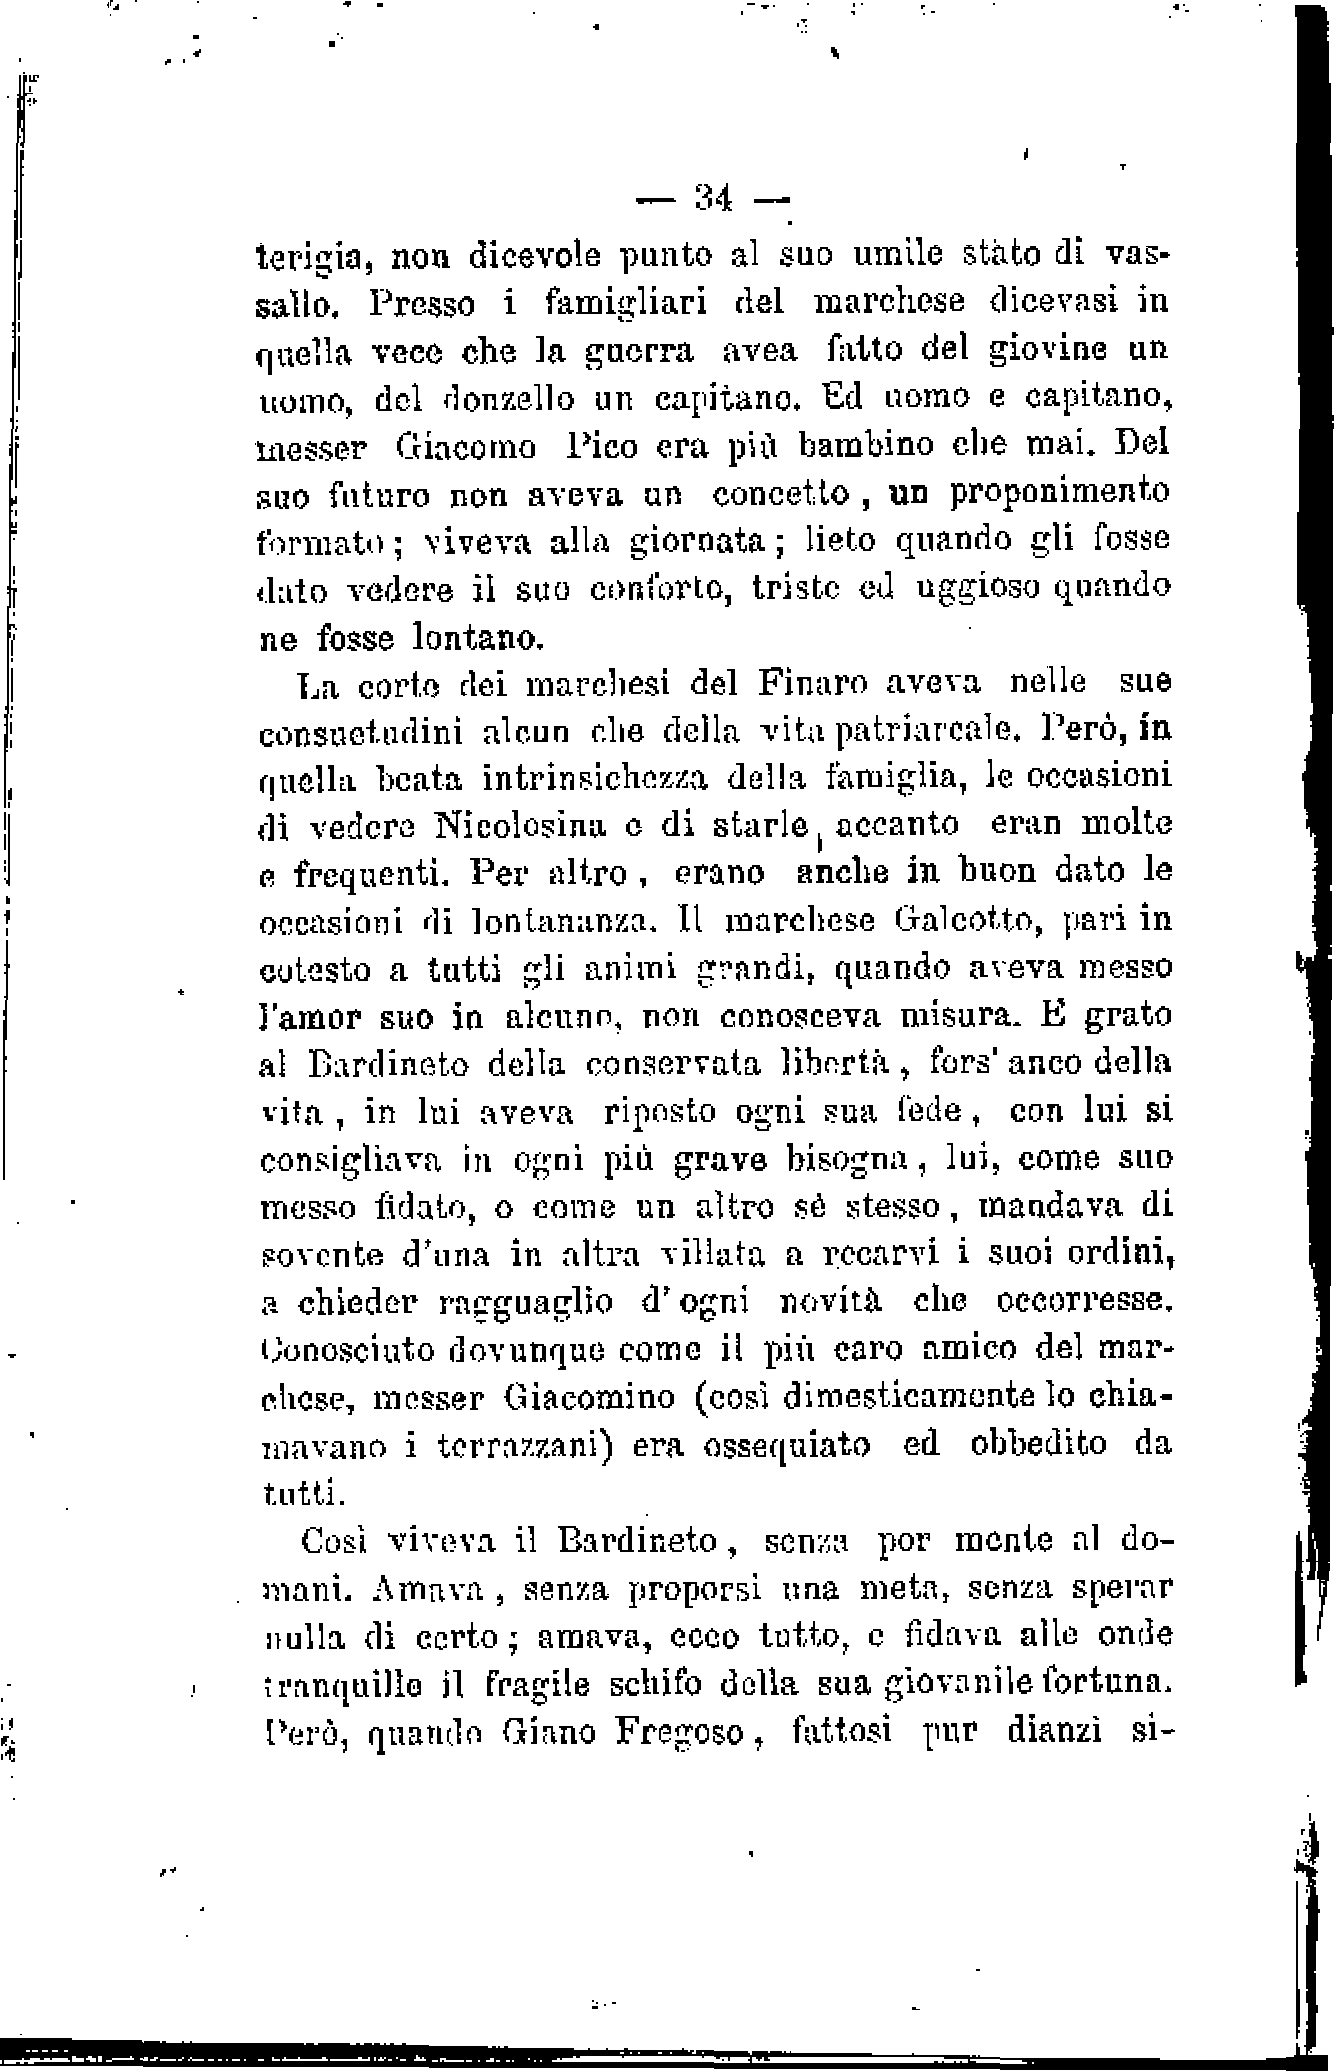 — 34 —
terigia, non dicevole punto al suo umile stato di vas-
sallo. Presso i famigliari del marchese dicevasi in
quella vece che la guerra avea fatto del giovine un
uomo, del donzello un capitano. Ed uomo e capitano,
messer Giacomo Pico era più bambino che mai. Del
suo futuro non aveva un concetto, un proponimento
formato; viveva alla giornata; lieto quando gli fosse
dato vedere il suo conforto, triste ed uggioso quando
ne fosse lontano.
La corte dei marchesi del Finaro aveva nelle sue
consuetudini alcun che della vita patriarcale. Però, in
quella beata intrinsichezza della famiglia, le occasioni
di vedere Nicolosina e di starle accanto eran molte
e frequenti. Per altro, erano anche in buon dato le
occasioni di lontananza. Il marchese Galeotto, pari in
cotesto a tutti gli animi grandi, quando aveva messo
l'amor suo in alcuno, non conosceva misura. E grato
al Bardineto della conservata libertà, fors' anco della
vita, in lui aveva riposto ogni sua fede, con lui si
consigliava in ogni più grave bisogna, lui, come suo
messo fidato, o come un altro sè stesso, mandava di
sovente d'una in altra villata a recarvi i suoi ordini,
a chieder ragguaglio d' ogni novità che occorresse.
Conosciuto dovunque come il più caro amico del mar-
chese, messer Giacomino (così dimesticamente lo chia-
mavano i terrazzani) era ossequiato ed obbedito da
tutti.
Così viveva il Bardineto, senza por mente al do-
mani. Amava, senza proporsi una meta, senza sperar
nulla di certo; amava, ecco tutto, e fidava alle onde
tranquille il fragile schifo della sua giovanile fortuna.
Però, quando Giano Fregoso, fattosi pur dianzi si-